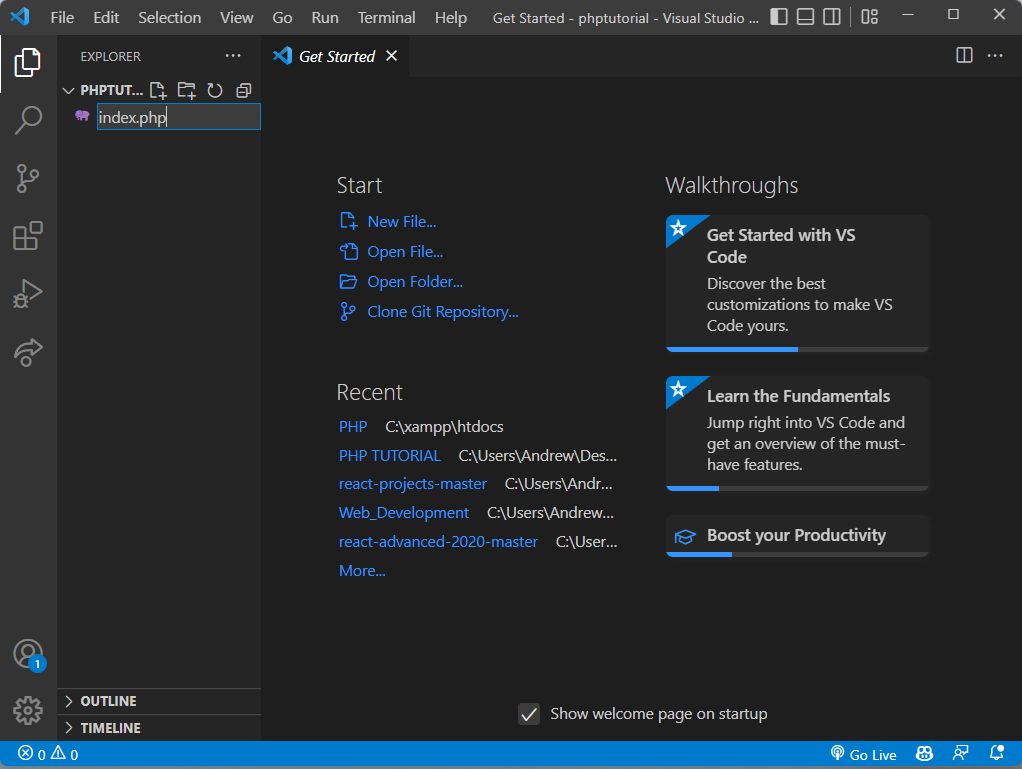 File Edit Selection View Go Run Terminal Help Get Started - phptutorial - Visual Studio ...
EXPLORER
Get Started
PHPTUT...
index.php
Start
New File...
Open File...
Open Folder...
Clone Git Repository...
Recent
PHP C:\xampp\htdocs
PHP TUTORIAL C:\Users\Andrew\Des...
react-projects-master C:\Users\Andr...
Web_Development C:\Users\Andrew...
react-advanced-2020-master C:\User...
More...
Walkthroughs
Get Started with VS
Code
Discover the best
customizations to make VS
Code yours.
Learn the Fundamentals
Jump right into VS Code and
get an overview of the must-
have features.
Boost your Productivity
Show welcome page on startup
1
OUTLINE
TIMELINE
0 0 Go Live